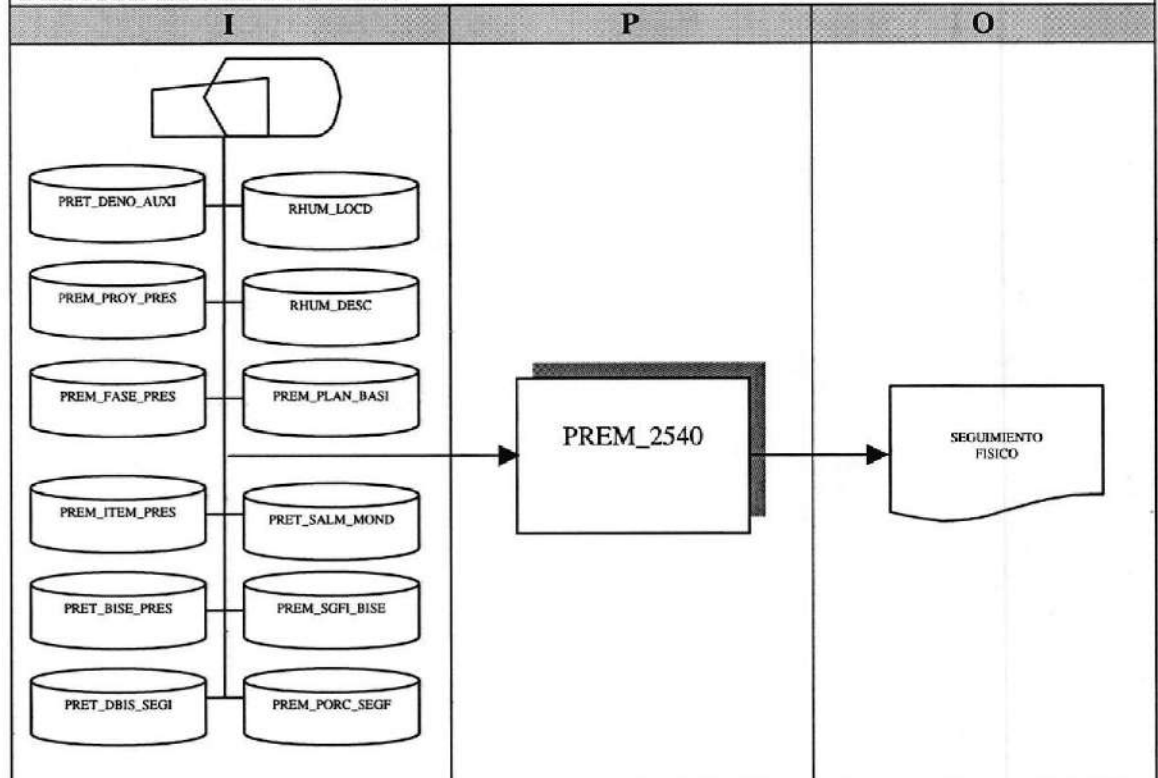 I P O
PRET_DENO_AUXI RHUM_LOCD
PREM_PROY_PRES RHUM_DESC
PREM_FASE_PRES PREM_PLAN_BASI
PREM_2540
SEGUIMIENTO
FISICO
PREM_ITEM_PRES PRET_SALM_MOND
PRET_BISE_PRES PREM_SGFI_BISE
PRET_DBIS_SEGI PREM_PORC_SEGF